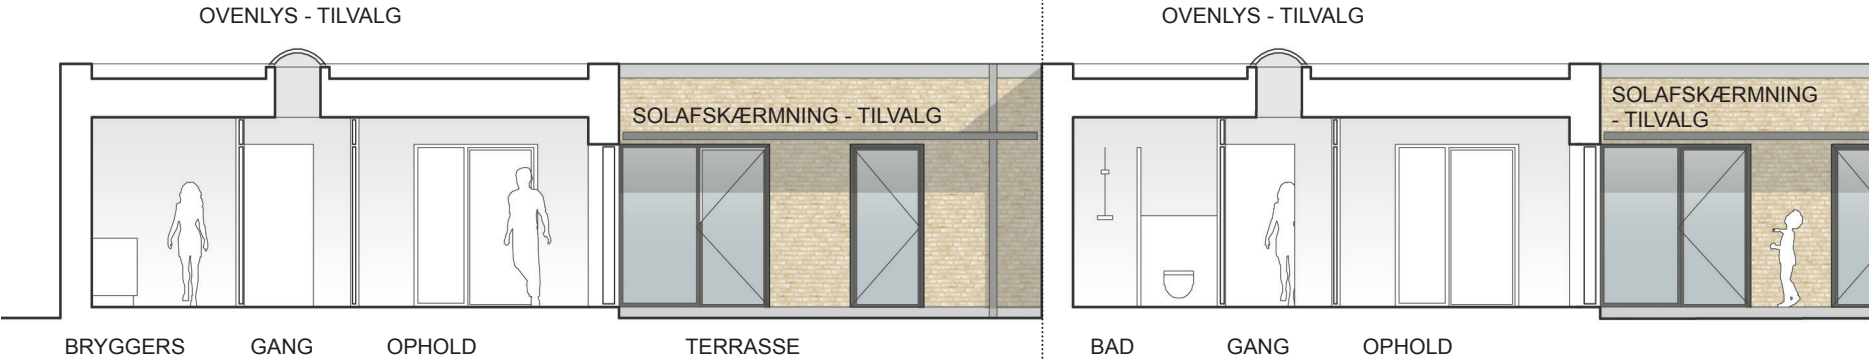 OVENLYS - TILVALG
OVENLYS - TILVALG
SOLAFSKÆRMNING - TILVALG
SOLAFSKÆRMNING
- TILVALG
BRYGGERS
GANG
OPHOLD
TERRASSE
BAD
GANG
OPHOLD